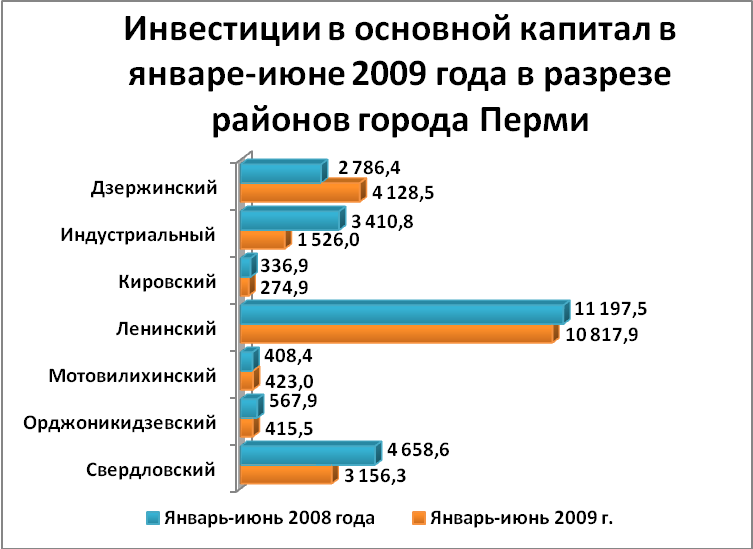 Инвестиции в основной капитал в
январе-июне 2009 года в разрезе
районов города Перми
Дзержинский
2 786,4
4 128,5
Индустриальный
3 410,8
1 526,0
Кировский
336,9
274,9
Ленинский
11 197,5
10 817,9
Мотовилихинский
408,4
423,0
Орджоникидзевский
567,9
415,5
Свердловский
4 658,6
3 156,3
Январь-июнь 2008 года
Январь-июнь 2009 г.